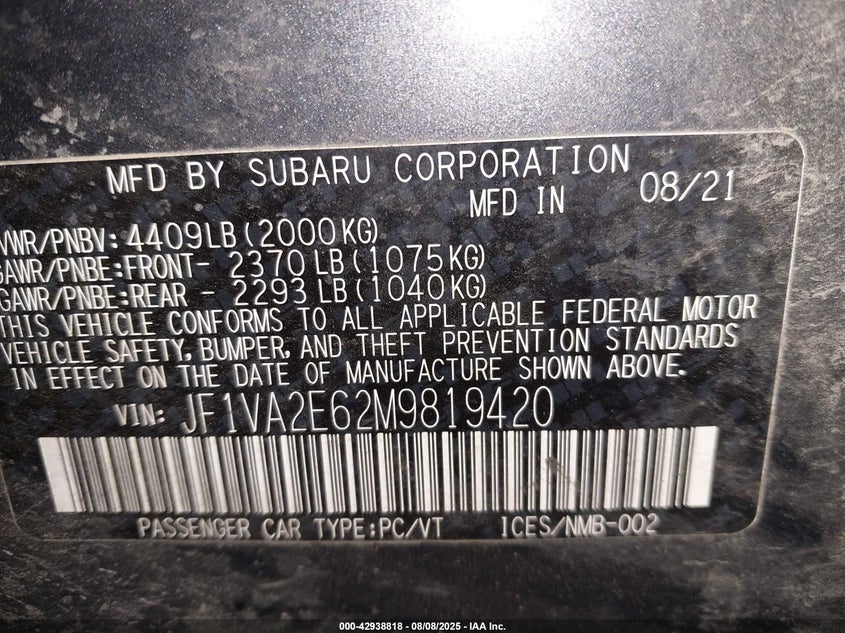 MFD BY SUBARU CORPORATION
MFD IN 08/21
VWR/PNBV: 4409LB (2000KG)
GAWR/PNBE:FRONT- 2370 LB (1075KG)
GAWR/PNBE:REAR - 2293 LB (1040KG)
THIS VEHICLE CONFORMS TO ALL APPLICABLE FEDERAL MOTOR
VEHICLE SAFETY, BUMPER, AND THEFT PREVENTION STANDARDS
IN EFFECT ON THE DATE OF MANUFACTURE SHOWN ABOVE.
VIN: JF1VA2E62M9819420
PASSENGER CAR TYPE:PC/VT ICES/NMB-002
000-42938818 - 08/08/2025 - IAA Inc.